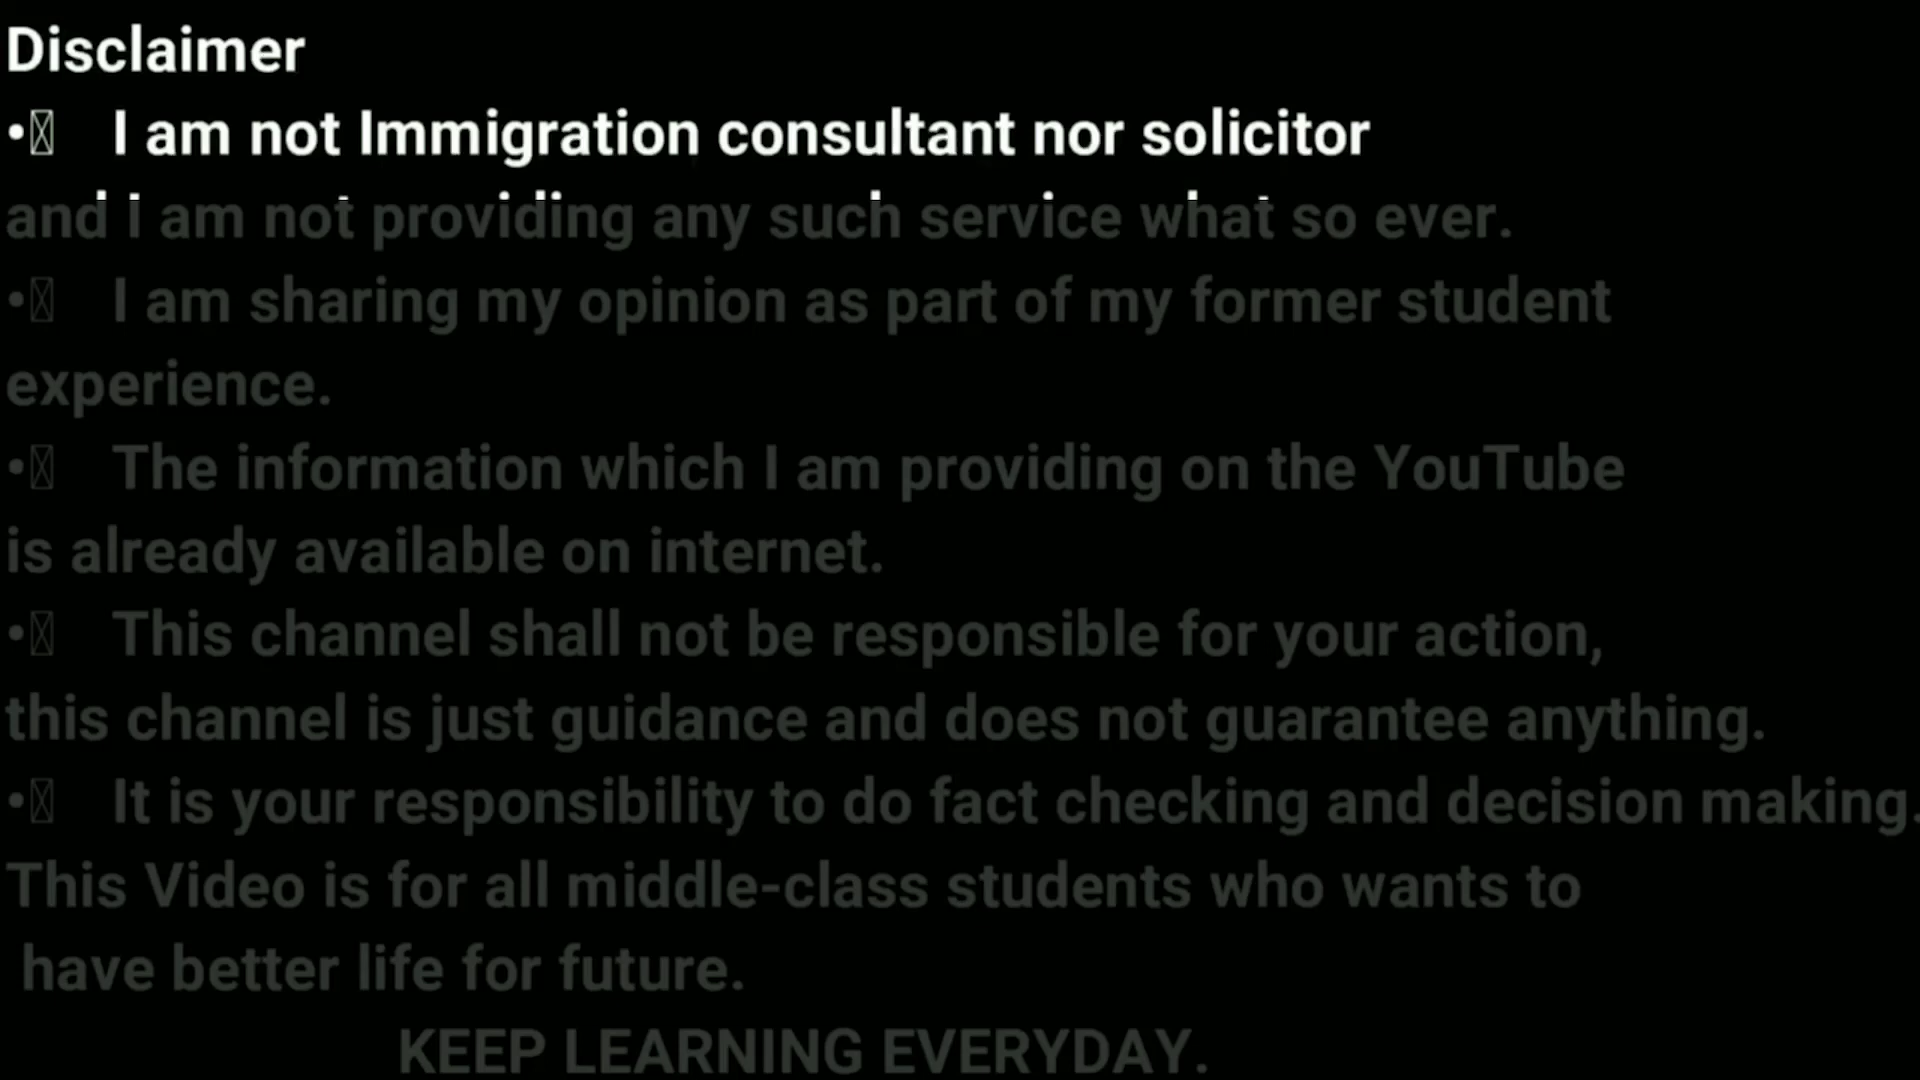 Disclaimer
• I am not Immigration consultant nor solicitor
and I am not providing any such service what so ever.
• I am sharing my opinion as part of my former student
experience.
• The information which I am providing on the YouTube
is already available on internet.
• This channel shall not be responsible for your action,
this channel is just guidance and does not guarantee anything.
• It is your responsibility to do fact checking and decision making.
This Video is for all middle-class students who wants to
have better life for future.
KEEP LEARNING EVERYDAY.